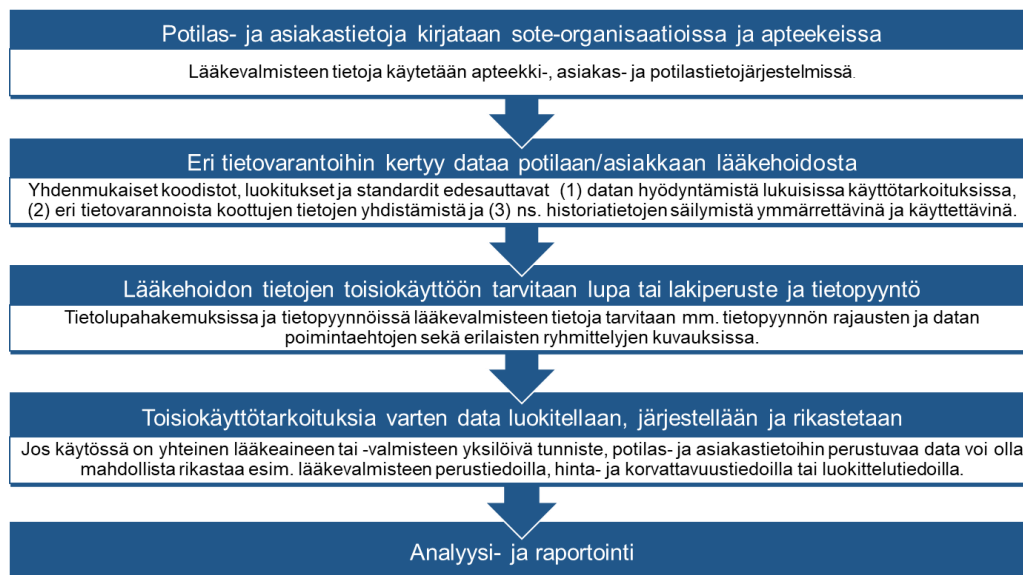 Potilas- ja asiakastietoja kirjataan sote-organisaatioissa ja apteekeissa
Lääkevalmisteen tietoja käytetään apteekki-, asiakas- ja potilastietojärjestelmissä.
Eri tietovarantoihin kertyy dataa potilaan/asiakkaan lääkehoidosta
Yhdenmukaiset koodistot, luokitukset ja standardit edesauttavat (1) datan hyödyntämistä lukuisissa käyttötarkoituksissa,
(2) eri tietovarannoista koottujen tietojen yhdistämistä ja (3) ns. historiatietojen säilymistä ymmärrettävinä ja käyttettävinä.
Lääkehoidon tietojen toisiokäyttöön tarvitaan lupa tai lakiperuste ja tietopyyntö
Tietolupahakemuksissa ja tietopyynnöissä lääkevalmisteen tietoja tarvitaan mm. tietopyynnön rajausten ja datan
poimintaehtojen sekä erilaisten ryhmittelyjen kuvauksissa.
Toisiokäyttötarkoituksia varten data luokitellaan, järjestellään ja rikastetaan
Jos käytössä on yhteinen lääkeaineen tai -valmisteen yksilöivä tunniste, potilas- ja asiakastietoihin perustuvaa data voi olla
mahdollista rikastaa esim. lääkevalmisteen perustiedoilla, hinta- ja korvattavuustiedoilla tai luokittelutiedoilla.
Analyysi- ja raportointi